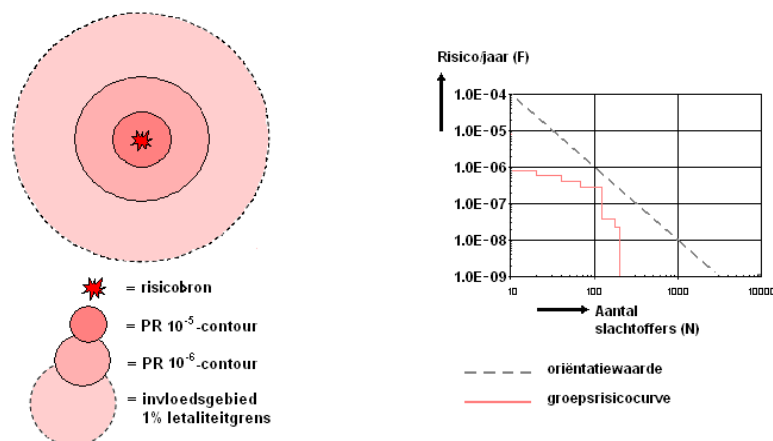 = risicobron
= PR 10⁻⁵-contour
= PR 10⁻⁶-contour
= invloedsgebied
1% letaliteitgrens
Risico/jaar (F)
1.0E-04
1.0E-05
1.0E-06
1.0E-07
1.0E-08
1.0E-09
10 100 1000 10000
Aantal
slachtoffers (N)
oriëntatiewaarde
groepsrisicocurve